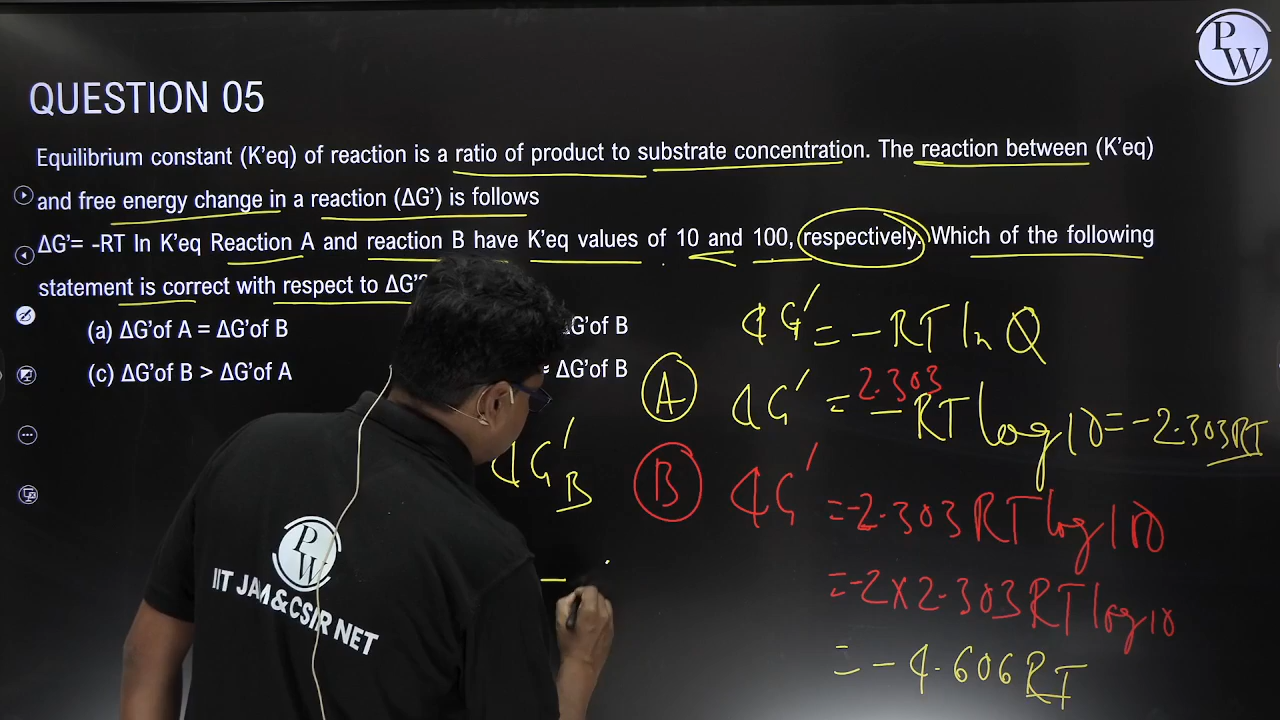 PW
QUESTION 05
Equilibrium constant (K'eq) of reaction is a ratio of product to substrate concentration. The reaction between (K'eq)
and free energy change in a reaction (ΔG') is follows
ΔG'= -RT In K'eq Reaction A and reaction B have K'eq values of 10 and 100, respectively. Which of the following
statement is correct with respect to ΔG'?
(a) ΔG'of A = ΔG'of B
ΔG'of B
(c) ΔG'of B > ΔG'of A
= ΔG'of B
ΔG' = -RT ln Q
A ΔG' = - 2.303 RT log 10 = -2.303RT
ΔG'B
B ΔG' = -2.303 RT log 100
= -2 x 2.303 RT log 10
= -4.606 RT
PW
IIT JAM & CSIR NET